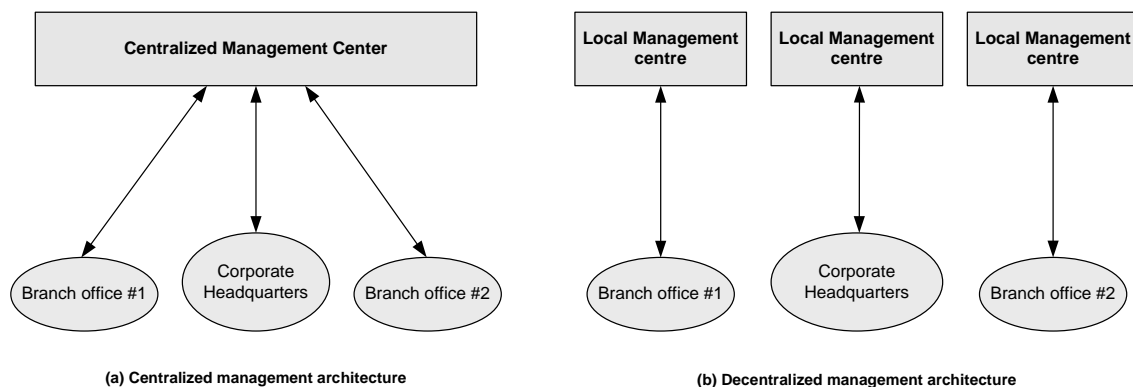 Centralized Management Center
Branch office #1
Corporate
Headquarters
Branch office #2
(a) Centralized management architecture
Local Management
centre
Local Management
centre
Local Management
centre
Branch office #1
Corporate
Headquarters
Branch office #2
(b) Decentralized management architecture